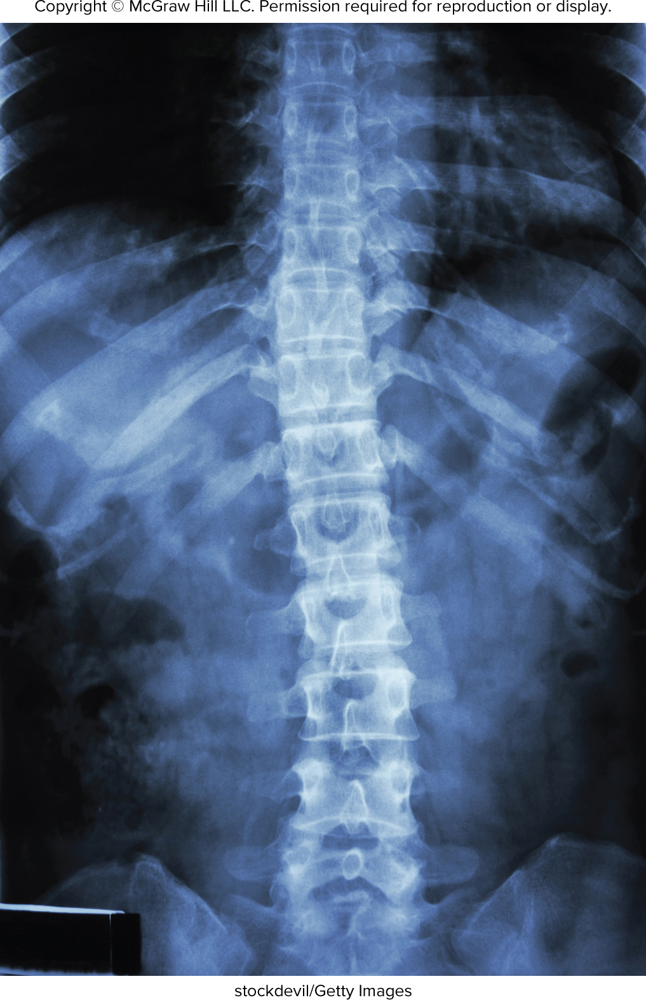 Copyright © McGraw Hill LLC. Permission required for reproduction or display.
stockdevil/Getty Images